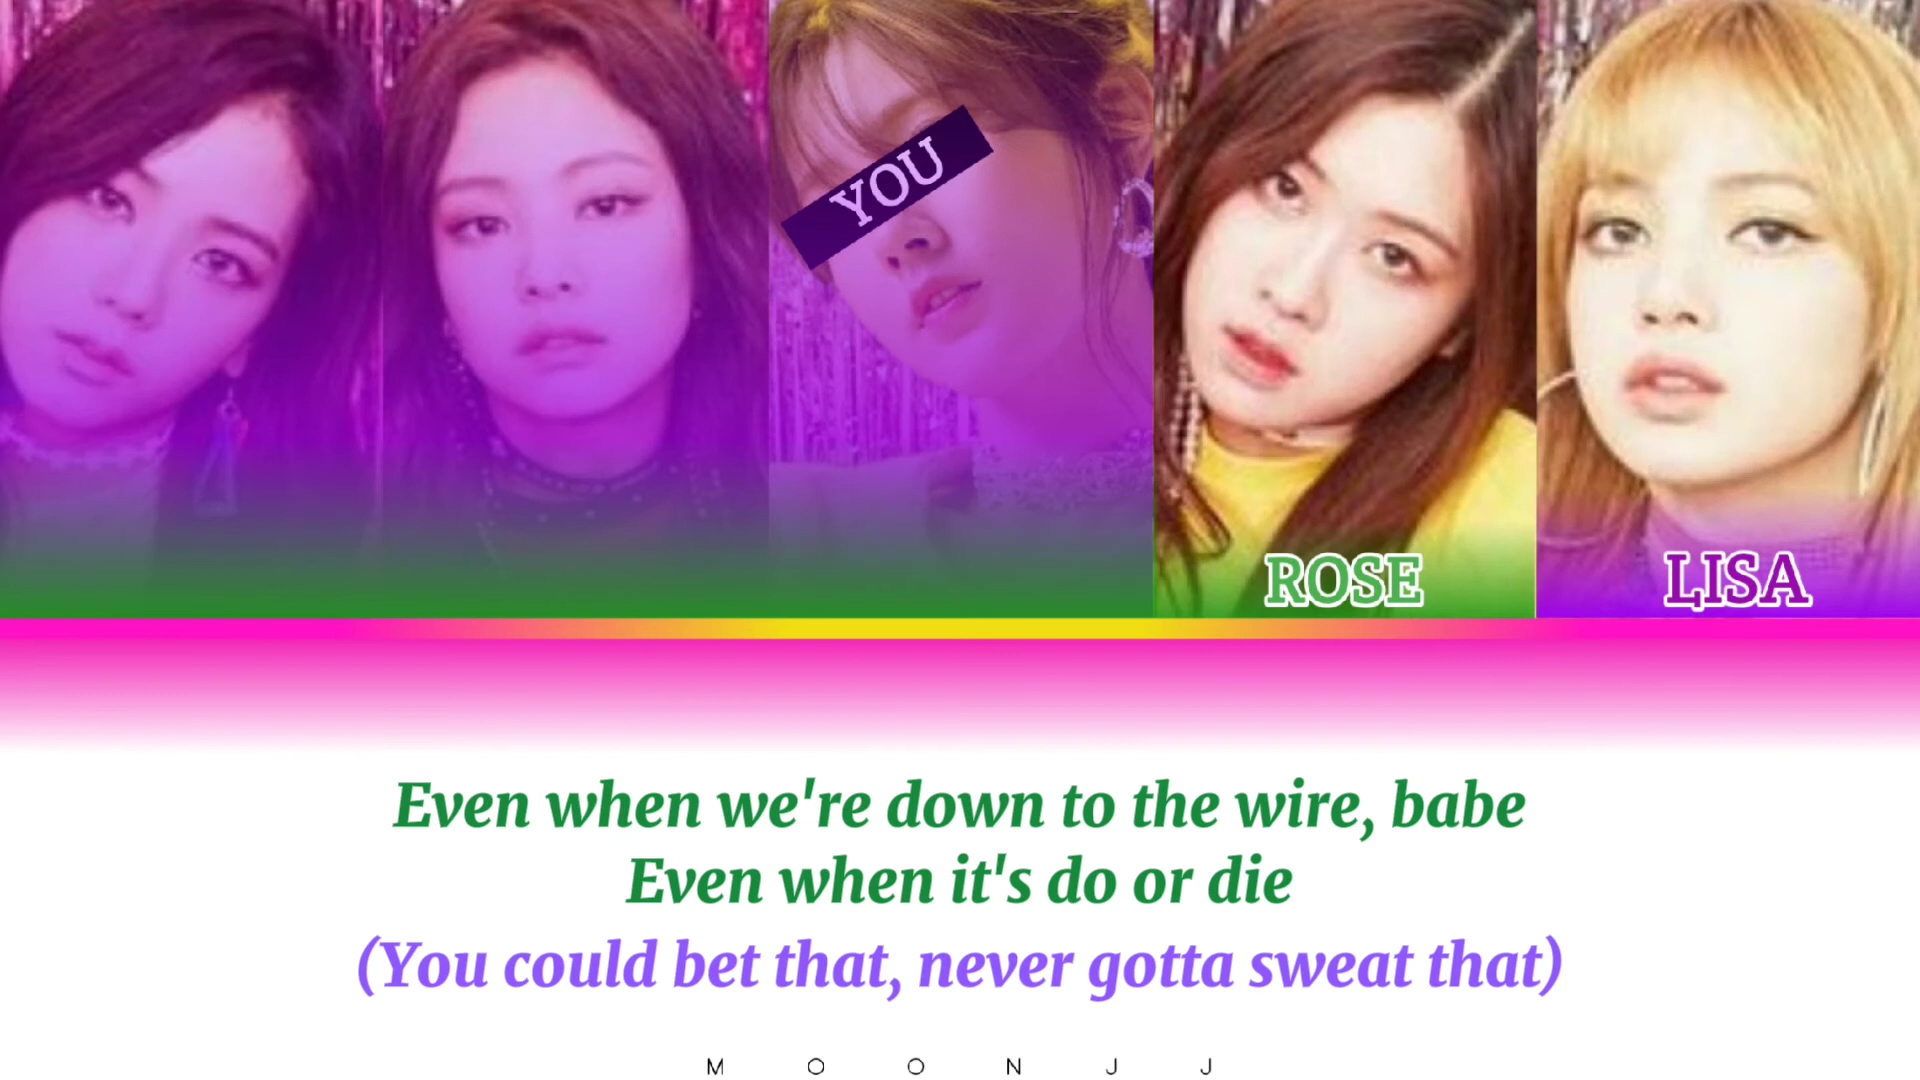 YOU
ROSE
LISA
Even when we're down to the wire, babe
Even when it's do or die
(You could bet that, never gotta sweat that)
M O O N J J